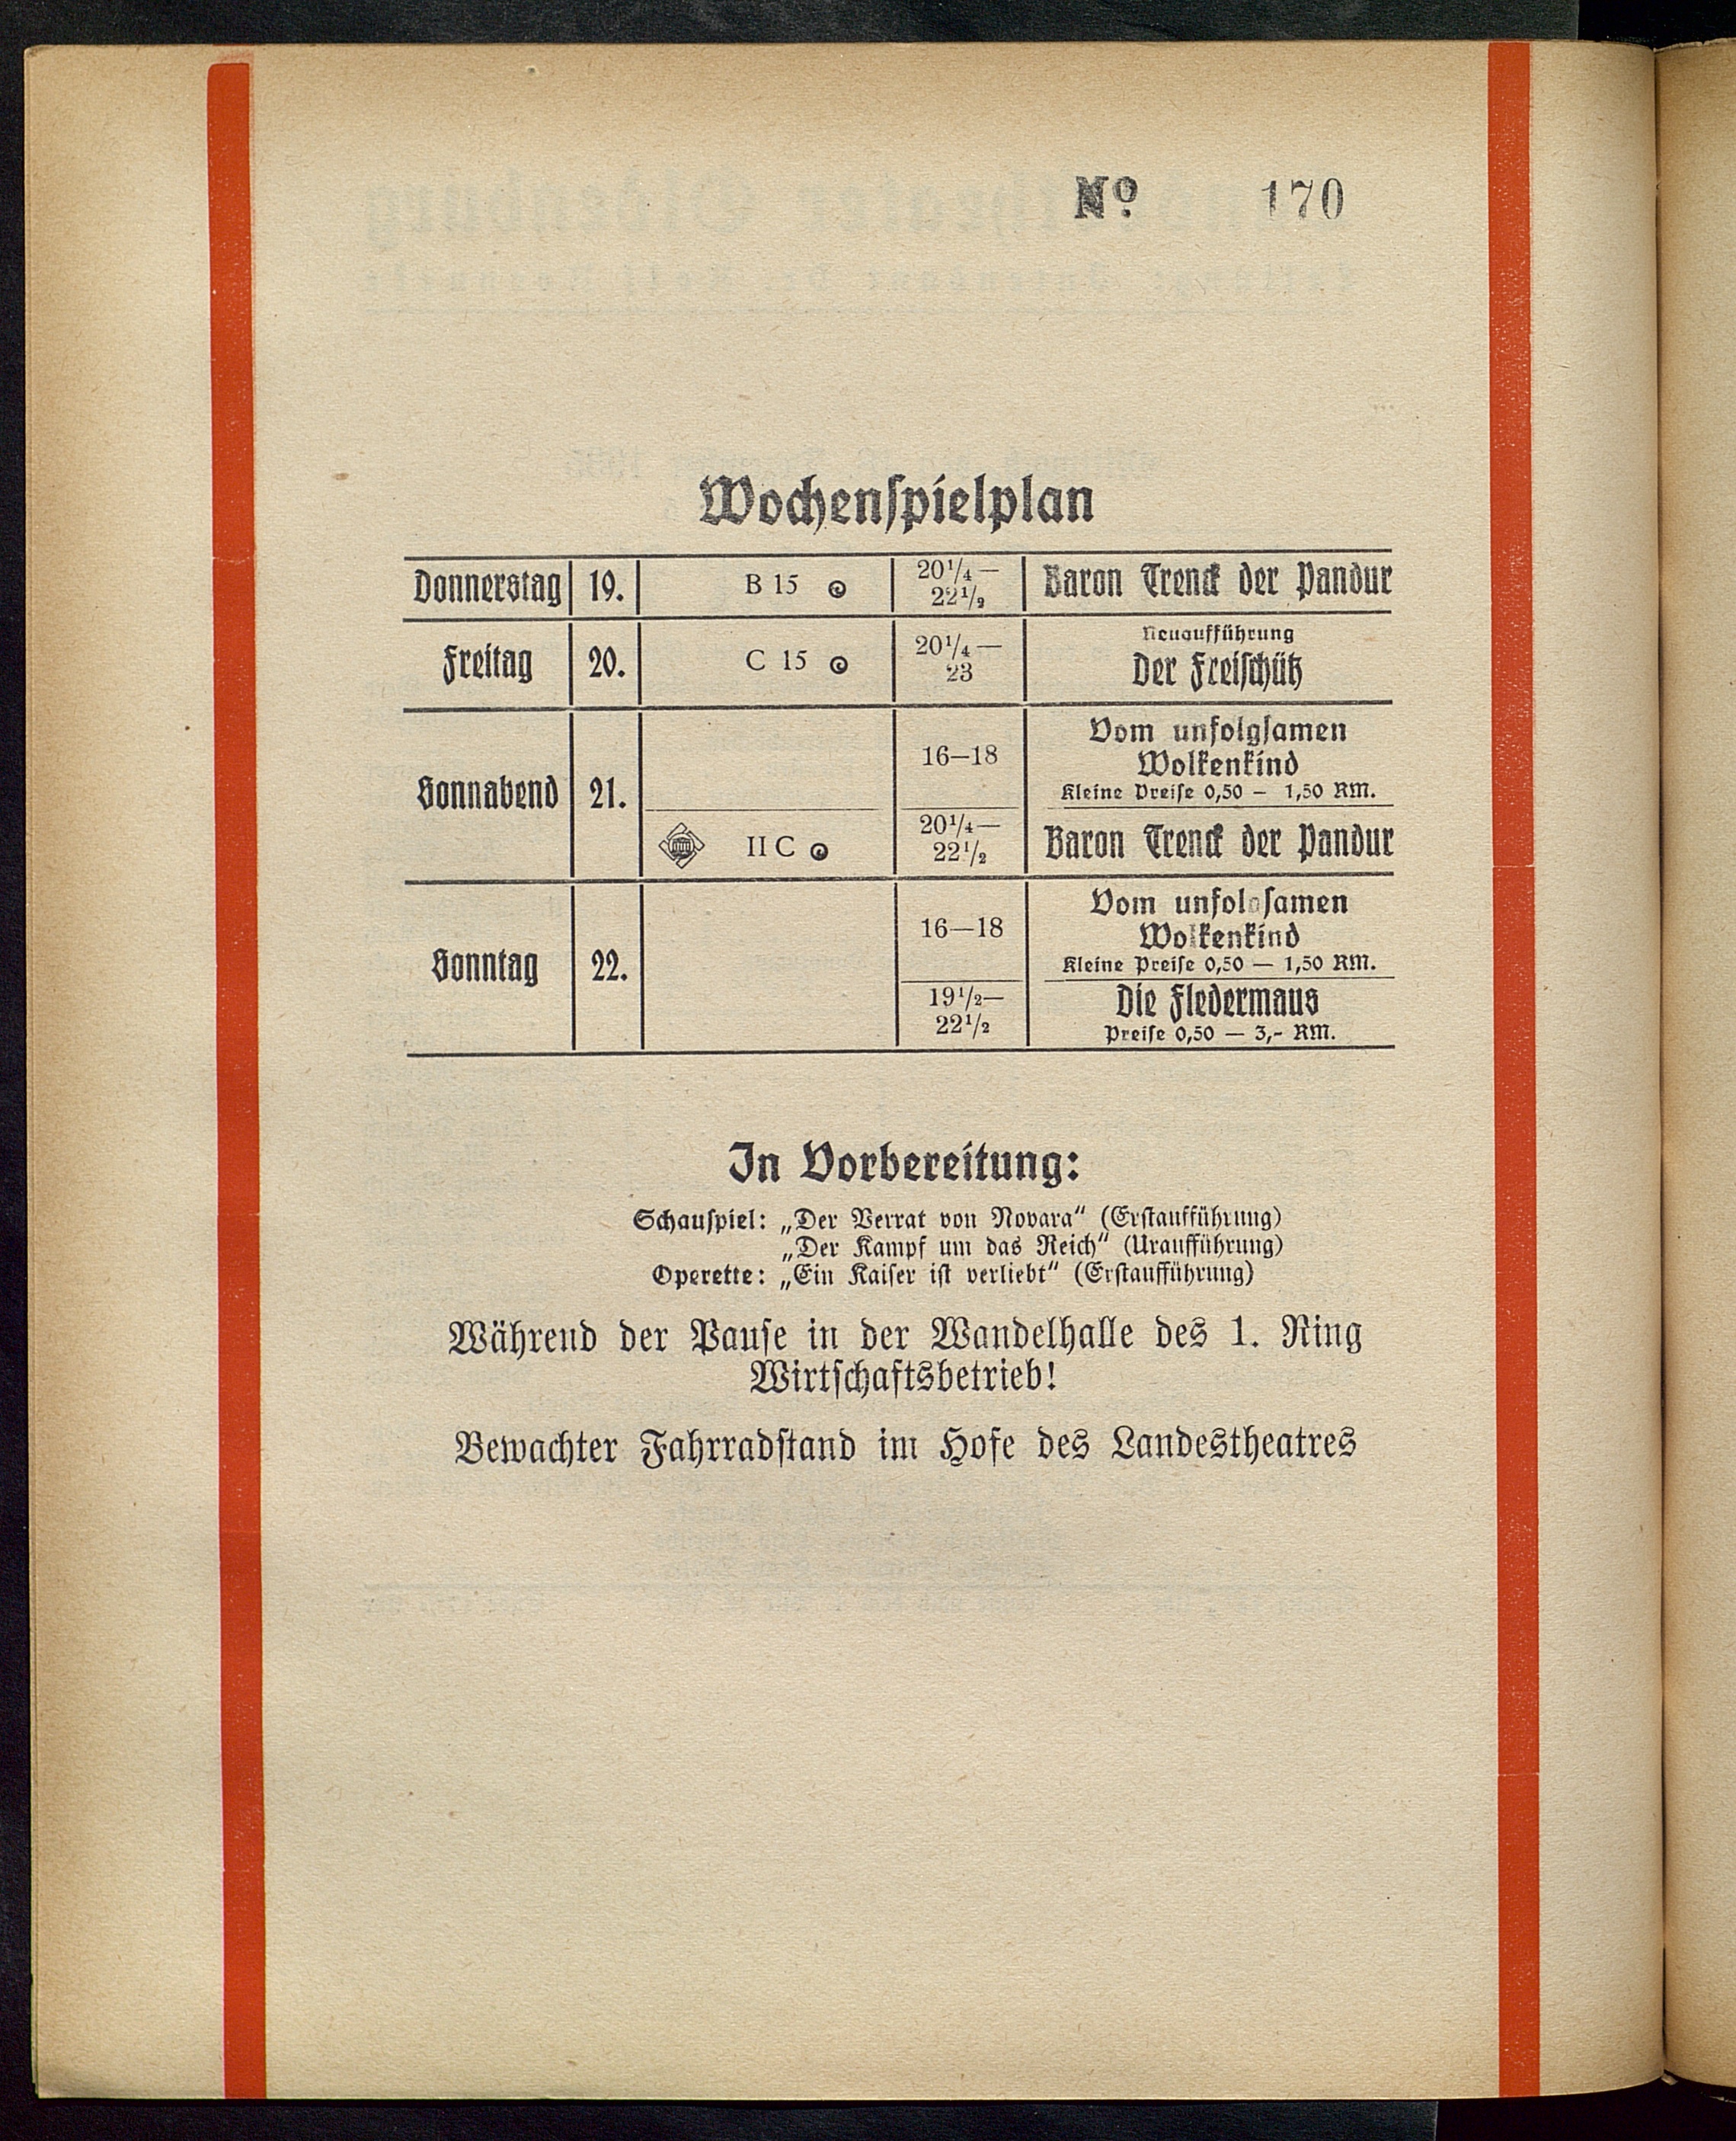 No 170
Wochenspielplan
Donnerstag 19. B 15 20¼— 22½ Baron Trenck der Pandur
Freitag 20. C 15 20¼— 23 Neuaufführung
Der Freischütz
Sonnabend 21. 16–18 Vom unfolgsamen
Wolkenkind
Kleine Preise 0,50 – 1,50 RM.
II C 20¼— 22½ Baron Trenck der Pandur
Sonntag 22. 16—18 Vom unfolgsamen
Wolkenkind
Kleine Preise 0,50 — 1,50 RM.
19½— 22½ Die Fledermaus
Preise 0,50 — 3,- RM.
In Vorbereitung:
Schauspiel: „Der Verrat von Novara“ (Erstaufführung)
„Der Kampf um das Reich“ (Uraufführung)
Operette: „Ein Kaiser ist verliebt“ (Erstaufführung)
Während der Pause in der Wandelhalle des 1. Ring
Wirtschaftsbetrieb!
Bewachter Fahrradstand im Hofe des Landestheatres